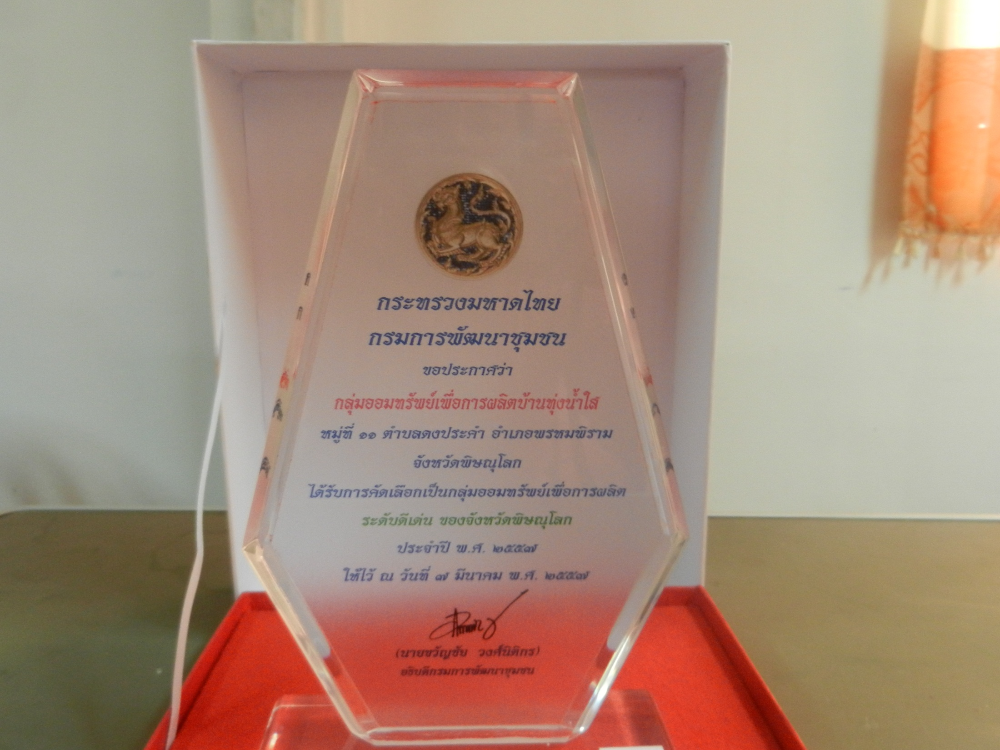 กระทรวงมหาดไทย
กรมการพัฒนาชุมชน
ขอประกาศว่า
กลุ่มออมทรัพย์เพื่อการผลิตบ้านทุ่งน้ำใส
หมู่ที่ ๑๑ ตำบลดงประคำ อำเภอพรหมพิราม
จังหวัดพิษณุโลก
ได้รับการคัดเลือกเป็นกลุ่มออมทรัพย์เพื่อการผลิต
ระดับดีเด่น ของจังหวัดพิษณุโลก
ประจำปี พ.ศ. ๒๕๕๗
ให้ไว้ ณ วันที่ ๗ มีนาคม พ.ศ. ๒๕๕๗
(นายขวัญชัย วงศ์นิติกร)
อธิบดีกรมการพัฒนาชุมชน